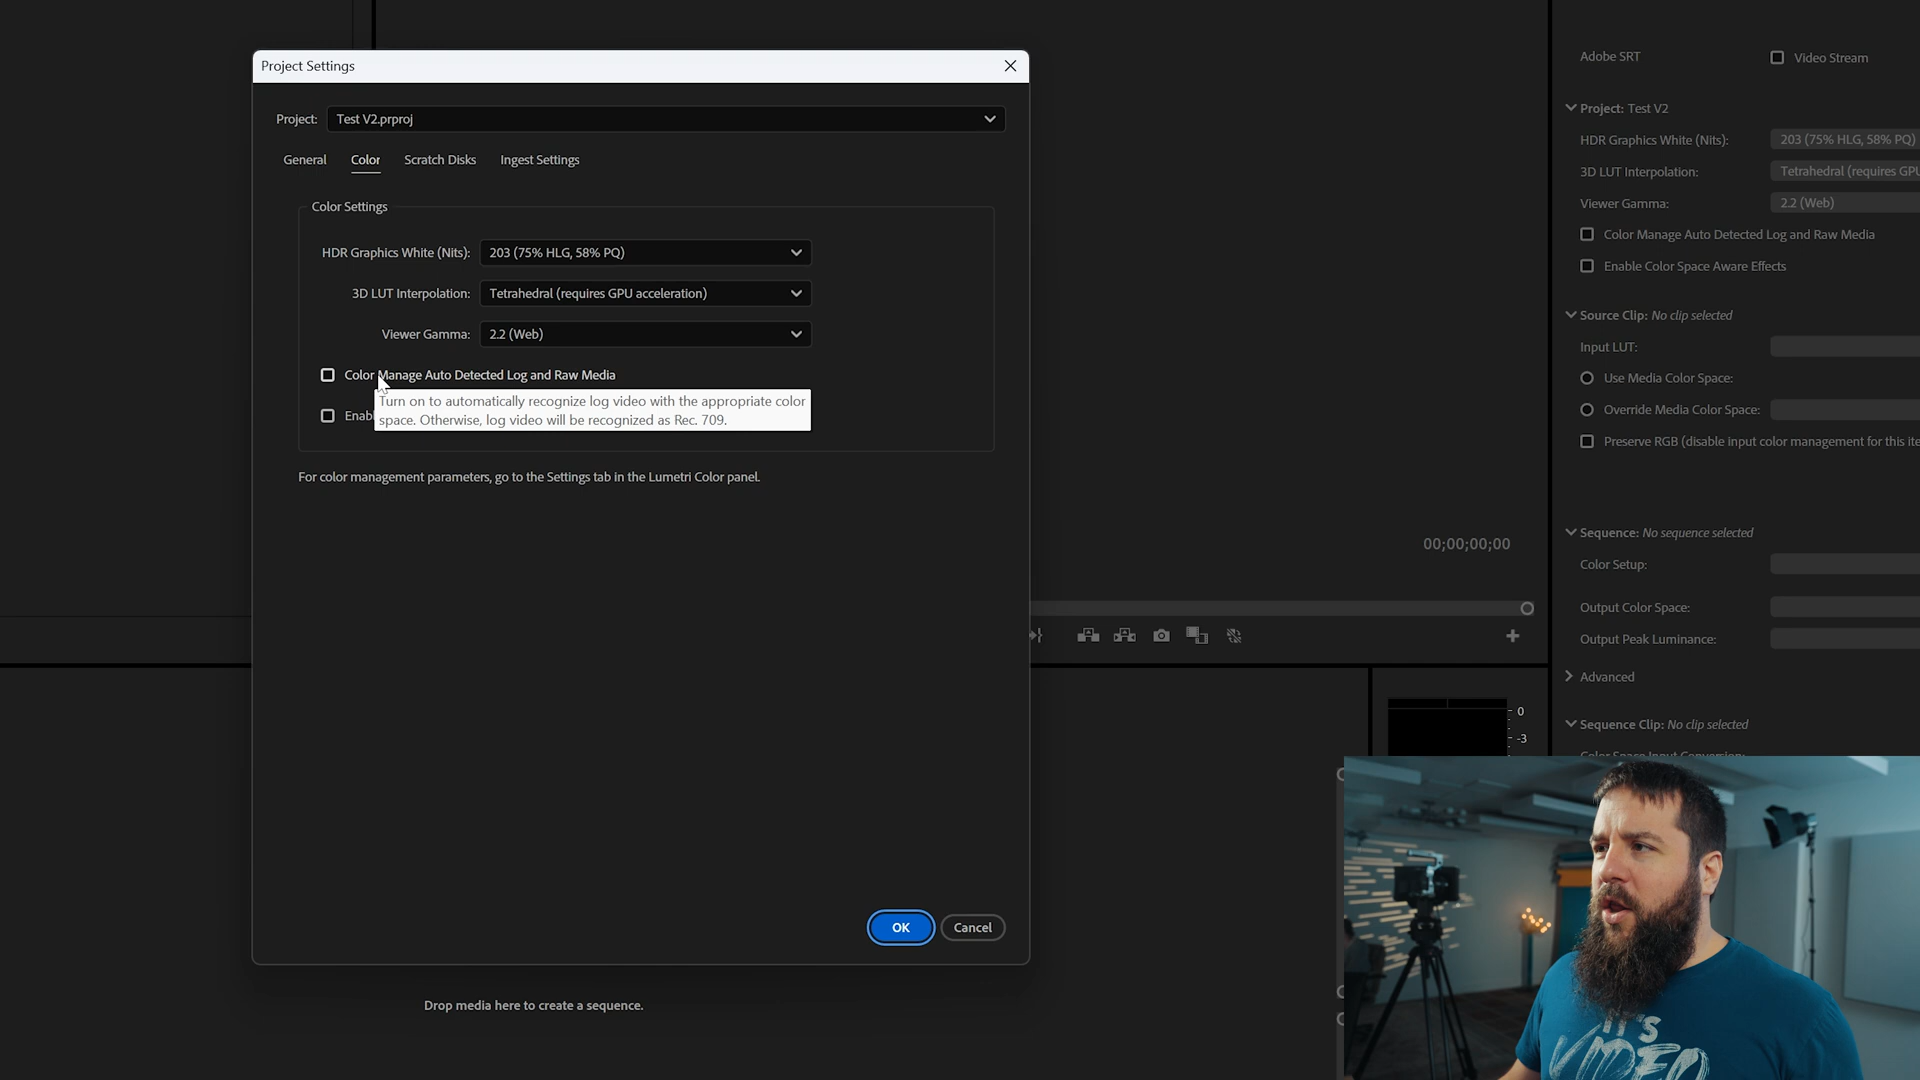 Project Settings
Project: Test V2.prproj
General Color Scratch Disks Ingest Settings
Color Settings
HDR Graphics White (Nits): 203 (75% HLG, 58% PQ)
3D LUT Interpolation: Tetrahedral (requires GPU acceleration)
Viewer Gamma: 2.2 (Web)
Color Manage Auto Detected Log and Raw Media
Enabl
Turn on to automatically recognize log video with the appropriate color
space. Otherwise, log video will be recognized as Rec. 709.
For color management parameters, go to the Settings tab in the Lumetri Color panel.
OK Cancel
Drop media here to create a sequence.
00;00;00;00
0
-3
Adobe SRT Video Stream
Project: Test V2
HDR Graphics White (Nits): 203 (75% HLG, 58% PQ)
3D LUT Interpolation: Tetrahedral (requires GPU
Viewer Gamma: 2.2 (Web)
Color Manage Auto Detected Log and Raw Media
Enable Color Space Aware Effects
Source Clip: No clip selected
Input LUT:
Use Media Color Space:
Override Media Color Space:
Preserve RGB (disable input color management for this ite
Sequence: No sequence selected
Color Setup:
Output Color Space:
Output Peak Luminance:
Advanced
Sequence Clip: No clip selected
Color Space Input Conversion:
IT'S
VIDEO